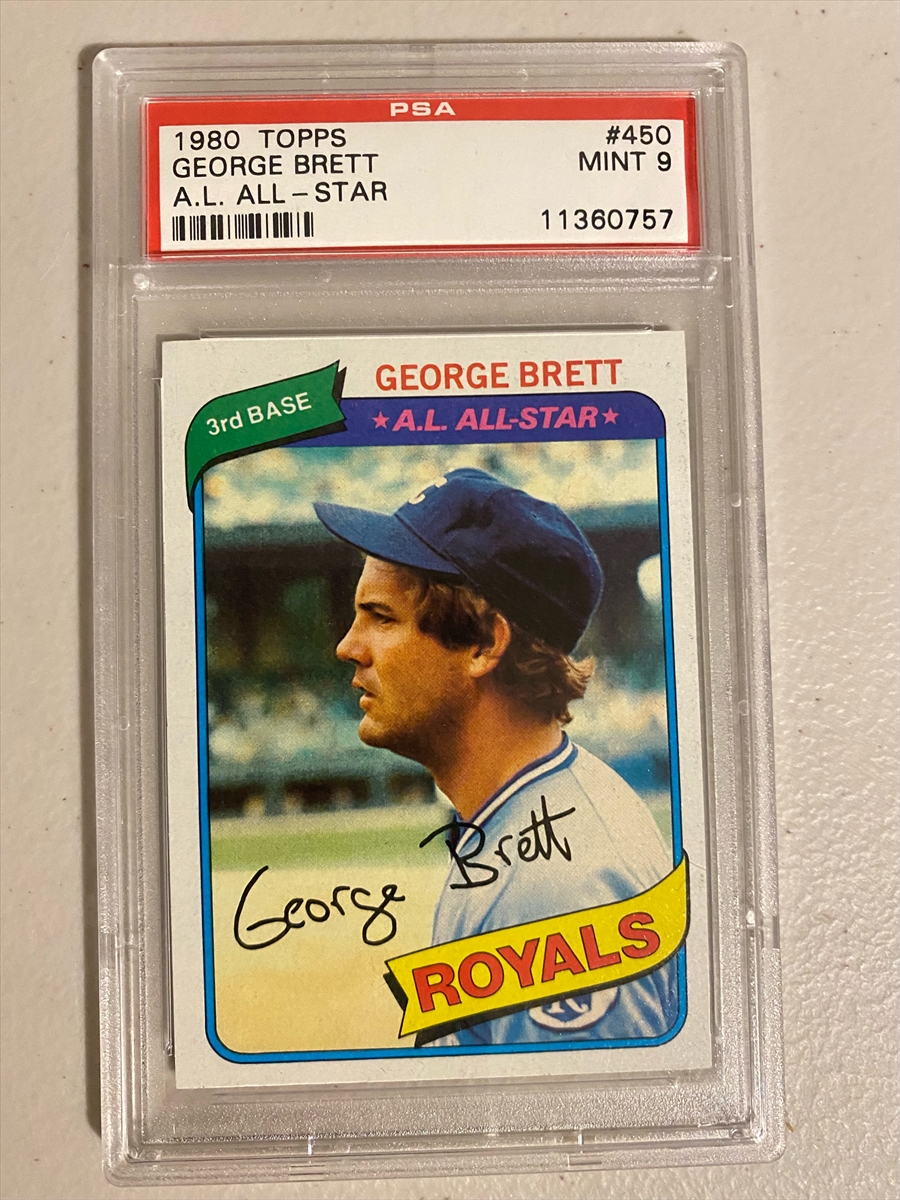 PSA
1980 TOPPS #450
GEORGE BRETT MINT 9
A.L. ALL-STAR
11360757
GEORGE BRETT
3rd BASE
★A.L. ALL-STAR★
George Brett
ROYALS